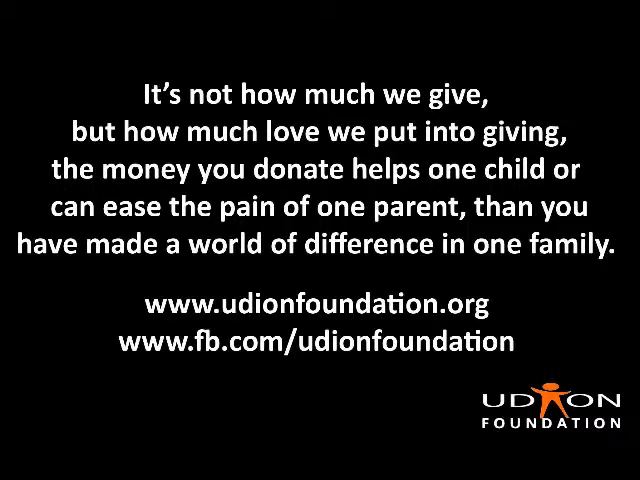 It's not how much we give,
but how much love we put into giving,
the money you donate helps one child or
can ease the pain of one parent, than you
have made a world of difference in one family.
www.udionfoundation.org
www.fb.com/udionfoundation
UDION
FOUNDATION